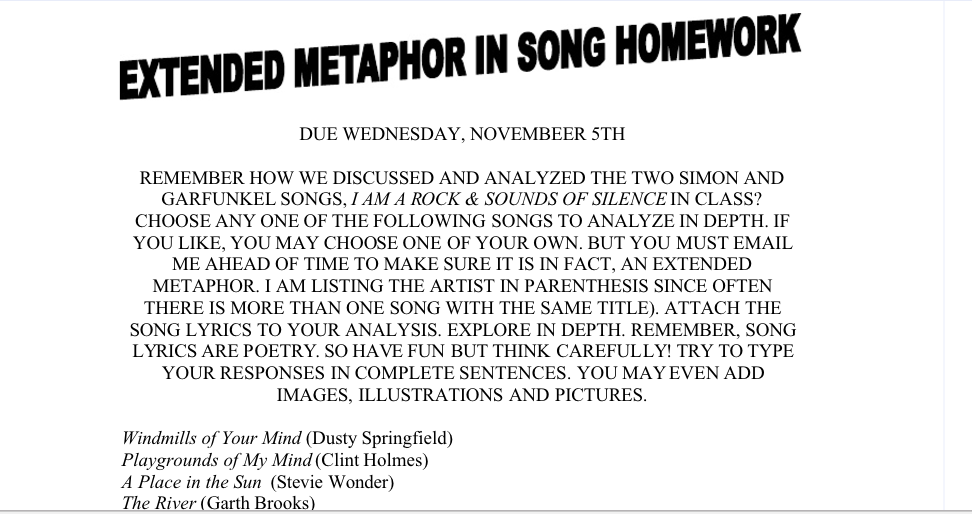 EXTENDED METAPHOR IN SONG HOMEWORK
DUE WEDNESDAY, NOVEMBEER 5TH
REMEMBER HOW WE DISCUSSED AND ANALYZED THE TWO SIMON AND
GARFUNKEL SONGS, I AM A ROCK & SOUNDS OF SILENCE IN CLASS?
CHOOSE ANY ONE OF THE FOLLOWING SONGS TO ANALYZE IN DEPTH. IF
YOU LIKE, YOU MAY CHOOSE ONE OF YOUR OWN. BUT YOU MUST EMAIL
ME AHEAD OF TIME TO MAKE SURE IT IS IN FACT, AN EXTENDED
METAPHOR. I AM LISTING THE ARTIST IN PARENTHESIS SINCE OFTEN
THERE IS MORE THAN ONE SONG WITH THE SAME TITLE). ATTACH THE
SONG LYRICS TO YOUR ANALYSIS. EXPLORE IN DEPTH. REMEMBER, SONG
LYRICS ARE POETRY. SO HAVE FUN BUT THINK CAREFULLY! TRY TO TYPE
YOUR RESPONSES IN COMPLETE SENTENCES. YOU MAY EVEN ADD
IMAGES, ILLUSTRATIONS AND PICTURES.
Windmills of Your Mind (Dusty Springfield)
Playgrounds of My Mind (Clint Holmes)
A Place in the Sun (Stevie Wonder)
The River (Garth Brooks)